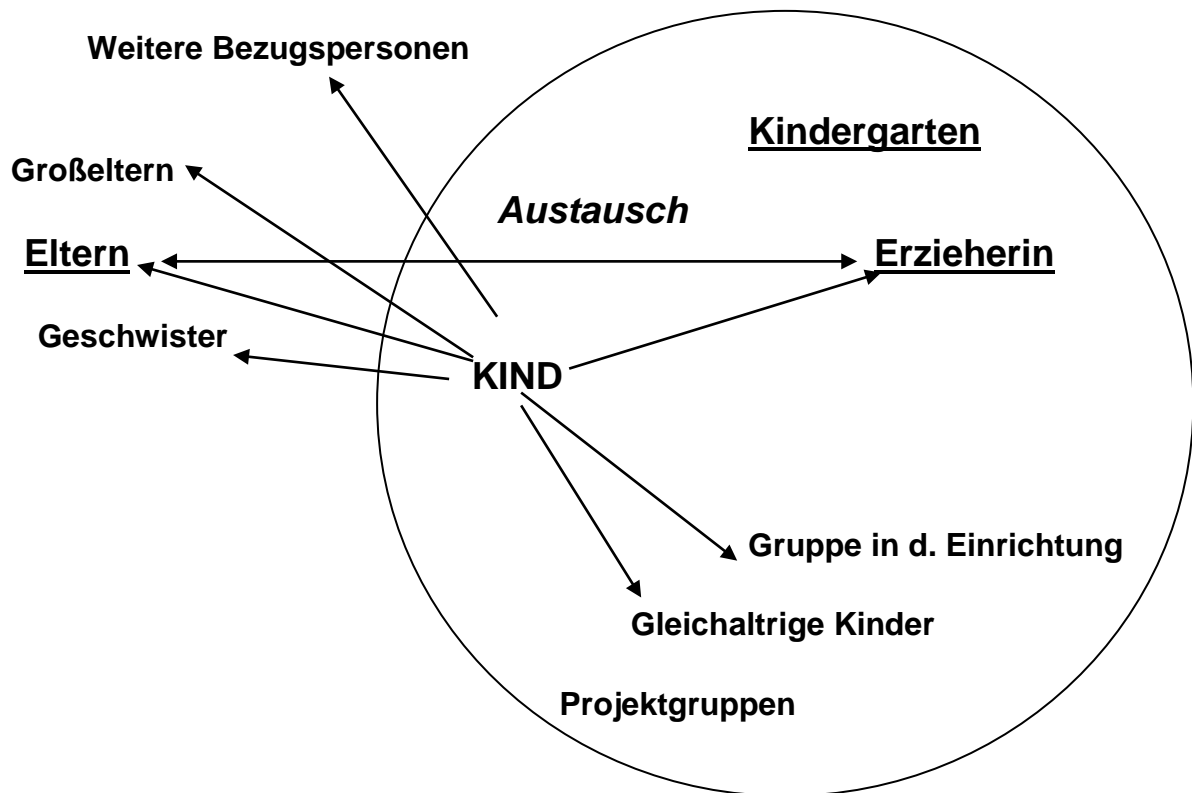 Weitere Bezugspersonen
Kindergarten
Großeltern
Austausch
Eltern
Erzieherin
Geschwister
KIND
Gruppe in d. Einrichtung
Gleichaltrige Kinder
Projektgruppen